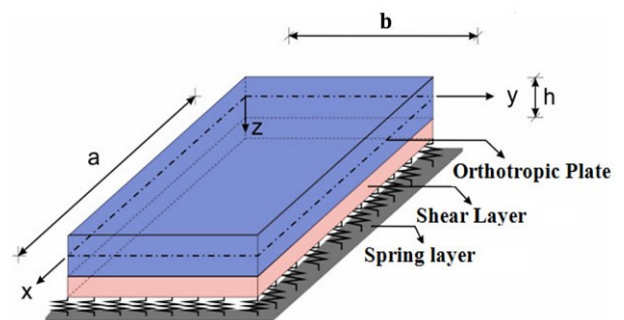 b
y
h
z
a
Orthotropic Plate
Shear Layer
Spring layer
x